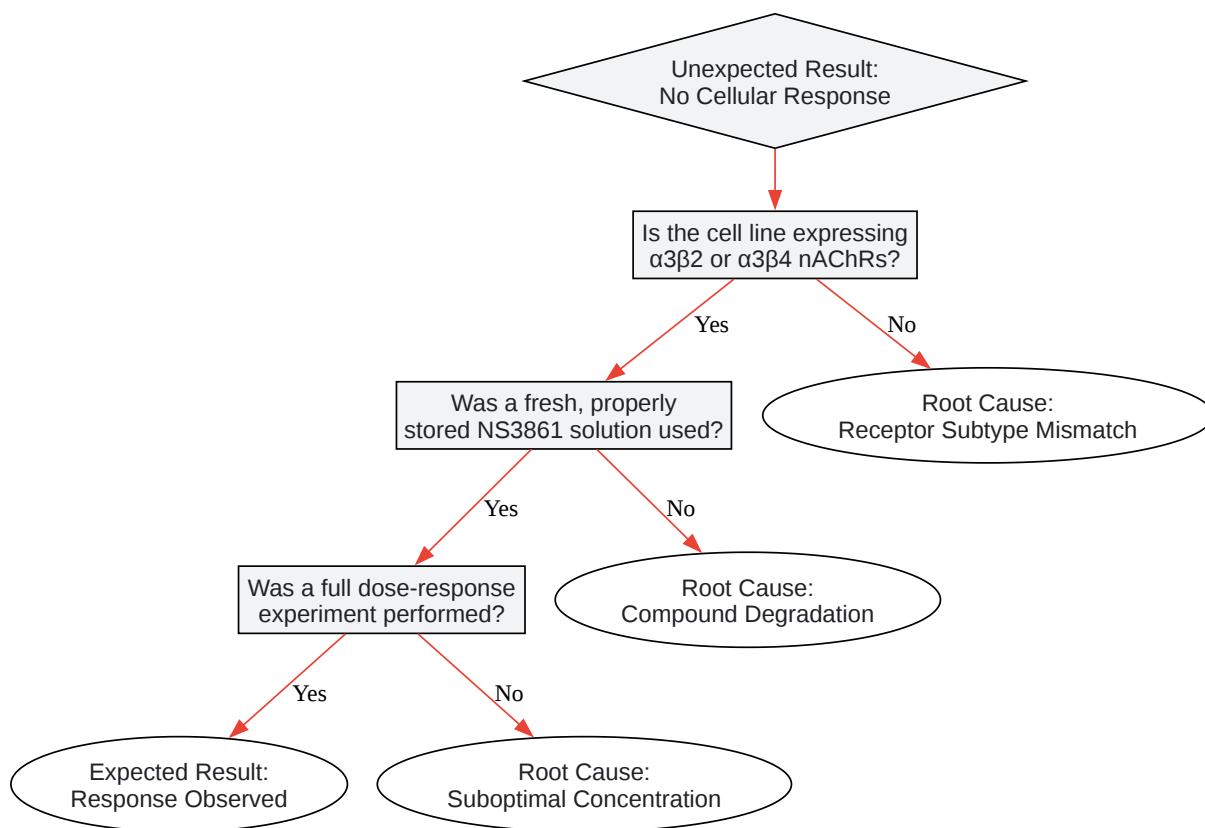 Unexpected Result:
No Cellular Response
Is the cell line expressing
α3β2 or α3β4 nAChRs?
Yes
No
Was a fresh, properly
stored NS3861 solution used?
Root Cause:
Receptor Subtype Mismatch
Yes
No
Was a full dose-response
experiment performed?
Root Cause:
Compound Degradation
Yes
No
Expected Result:
Response Observed
Root Cause:
Suboptimal Concentration